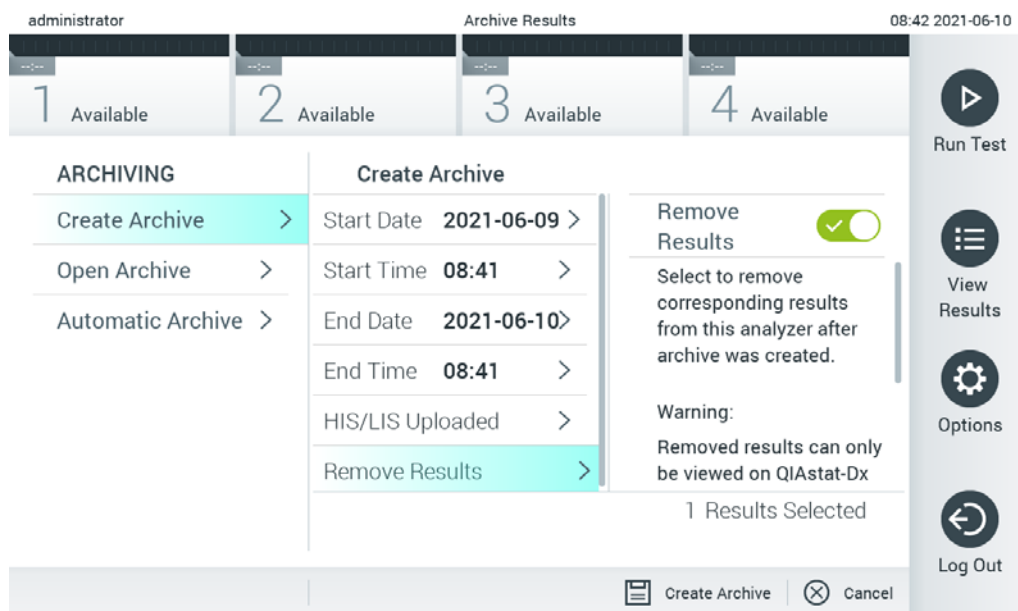 administrator
Archive Results
08:42 2021-06-10
--:--
--:--
--:--
--:--
1 Available
2 Available
3 Available
4 Available
Run Test
View
Results
Options
Log Out
ARCHIVING
Create Archive
Open Archive
Automatic Archive
Create Archive
Start Date 2021-06-09
Start Time 08:41
End Date 2021-06-10
End Time 08:41
HIS/LIS Uploaded
Remove Results
Remove
Results
Select to remove
corresponding results
from this analyzer after
archive was created.
Warning:
Removed results can only
be viewed on QIAstat-Dx
1 Results Selected
Create Archive
Cancel